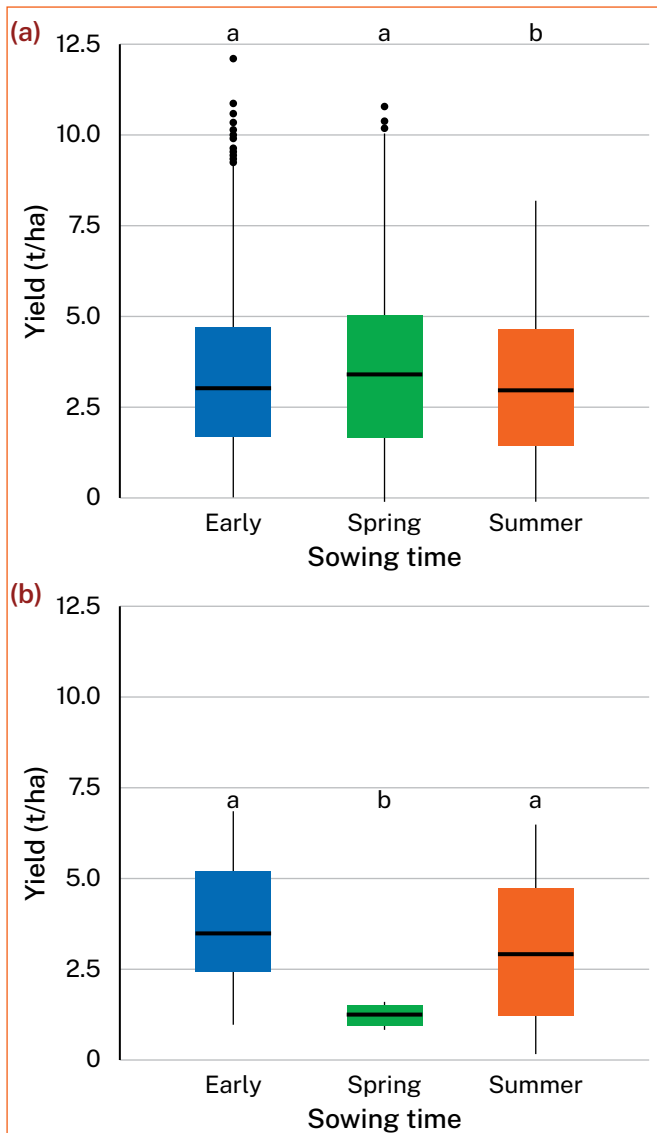 (a)
a a b
12.5
10.0
7.5
5.0
2.5
0
Yield (t/ha)
Early Spring Summer
Sowing time
(b)
12.5
10.0
7.5
a b a
5.0
2.5
0
Yield (t/ha)
Early Spring Summer
Sowing time